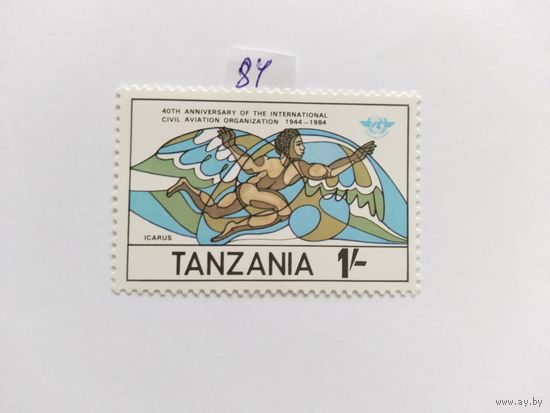 84
40TH ANNIVERSARY OF THE INTERNATIONAL
CIVIL AVIATION ORGANIZATION 1944–1984
ICARUS
TANZANIA 1/-
www.ay.by